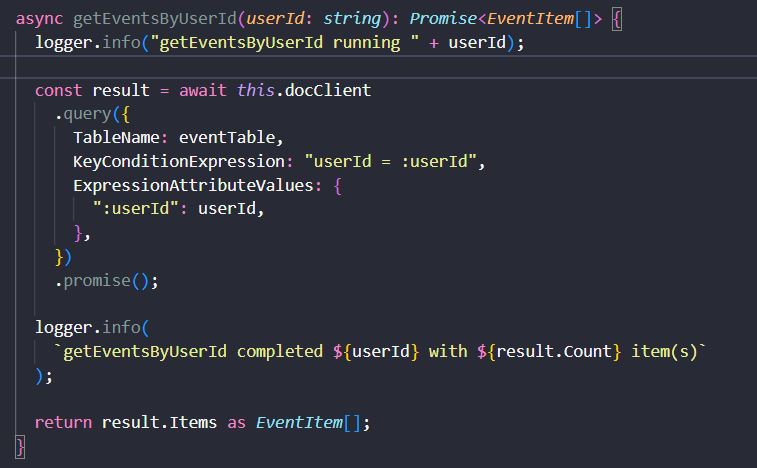 async getEventsByUserId(userId: string): Promise<EventItem[]> {
  logger.info("getEventsByUserId running " + userId);
  const result = await this.docClient
    .query({
      TableName: eventTable,
      KeyConditionExpression: "userId = :userId",
      ExpressionAttributeValues: {
        ":userId": userId,
      },
    })
    .promise();
  logger.info(
    `getEventsByUserId completed ${userId} with ${result.Count} item(s)`
  );
  return result.Items as EventItem[];
}